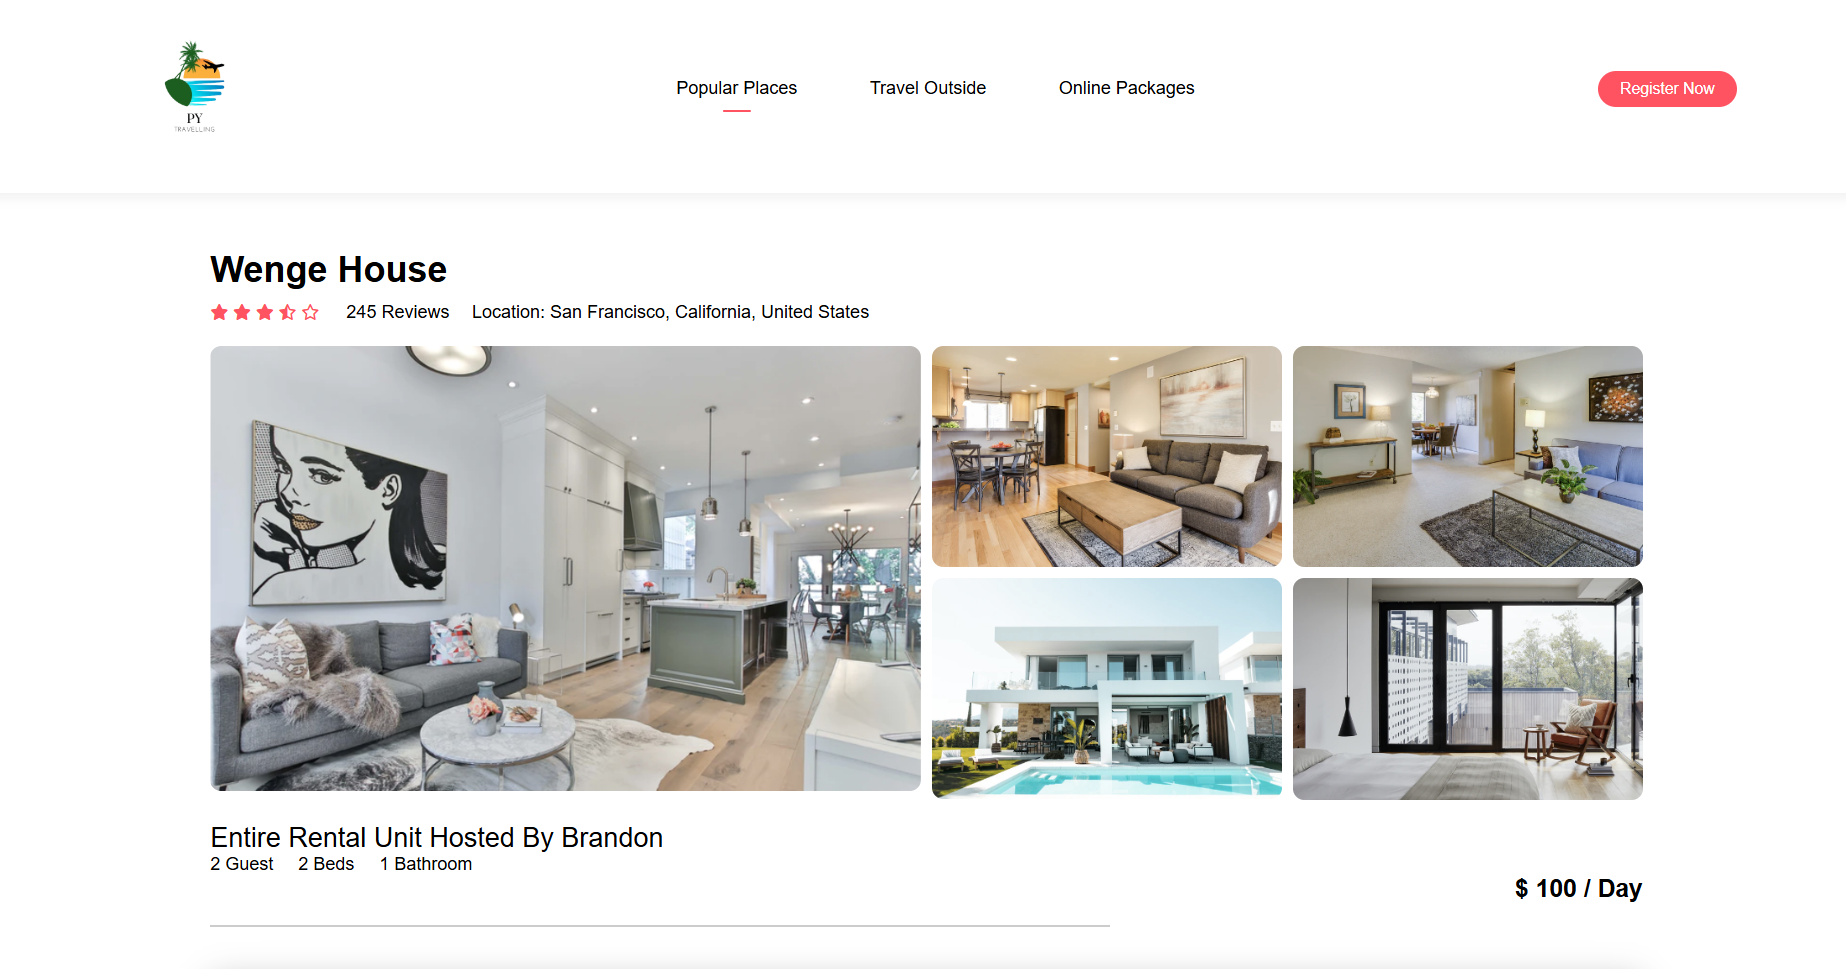 PY
TRAVELLING
Popular Places
Travel Outside
Online Packages
Register Now
Wenge House
245 Reviews
Location: San Francisco, California, United States
Entire Rental Unit Hosted By Brandon
2 Guest
2 Beds
1 Bathroom
$ 100 / Day